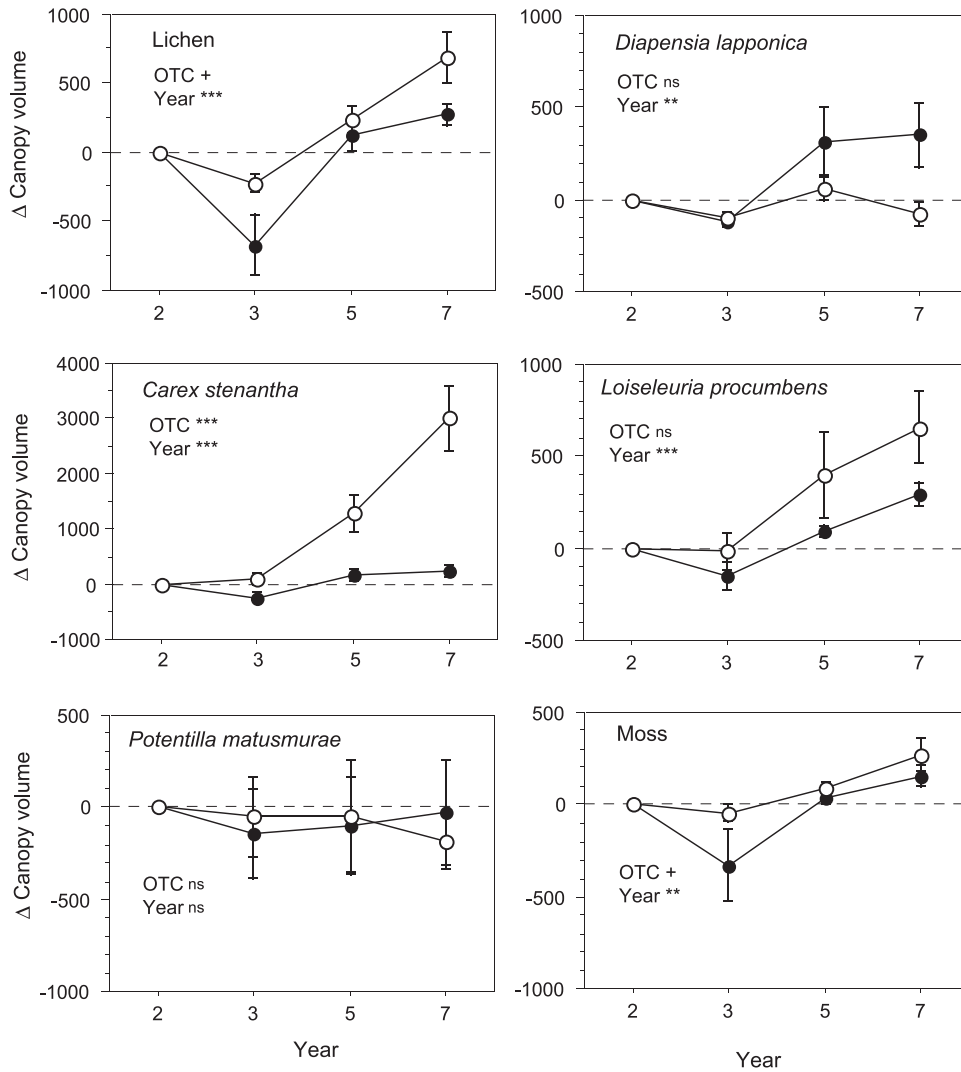 1000
500
0
-500
-1000
Δ Canopy volume
Lichen
OTC +
Year ***
2 3 5 7
1000
500
0
-500
Diapensia lapponica
OTC ns
Year **
2 3 5 7
4000
3000
2000
1000
0
-1000
Δ Canopy volume
Carex stenantha
OTC ***
Year ***
2 3 5 7
1000
500
0
-500
Loiseleuria procumbens
OTC ns
Year ***
2 3 5 7
500
0
-500
-1000
Δ Canopy volume
Potentilla matusmurae
OTC ns
Year ns
2 3 5 7
Year
500
0
-500
-1000
Moss
OTC +
Year **
2 3 5 7
Year